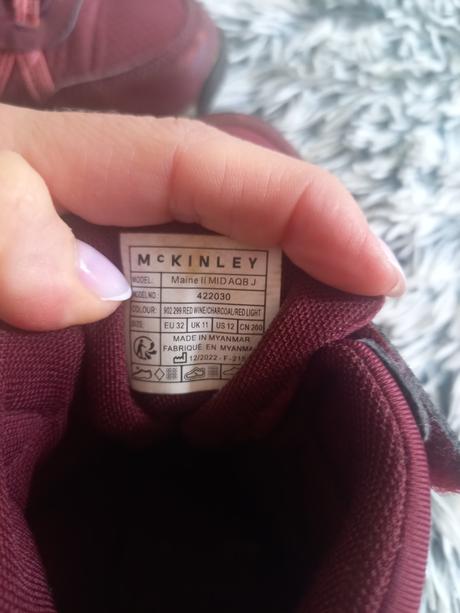 McKINLEY
MODEL: Maine II MID AQB J
MODEL NO: 422030
COLOUR: 902 299 RED WINE/CHARCOAL/RED LIGHT
SIZE: EU 32 UK 11 US 12 CN 200
MADE IN MYANMAR
FABRIQUÉ EN MYANMAR
12/2022 - F - 218